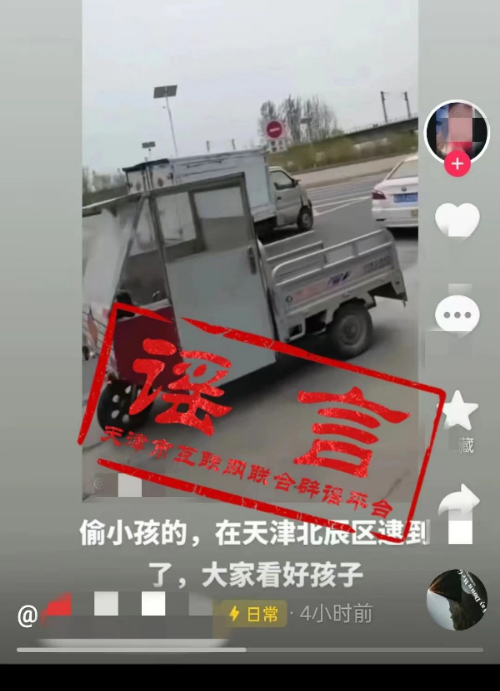 谣言
天津市互联网联合辟谣平台
偷小孩的，在天津北辰区逮到
了，大家看好孩子
藏
@
日常 · 4小时前